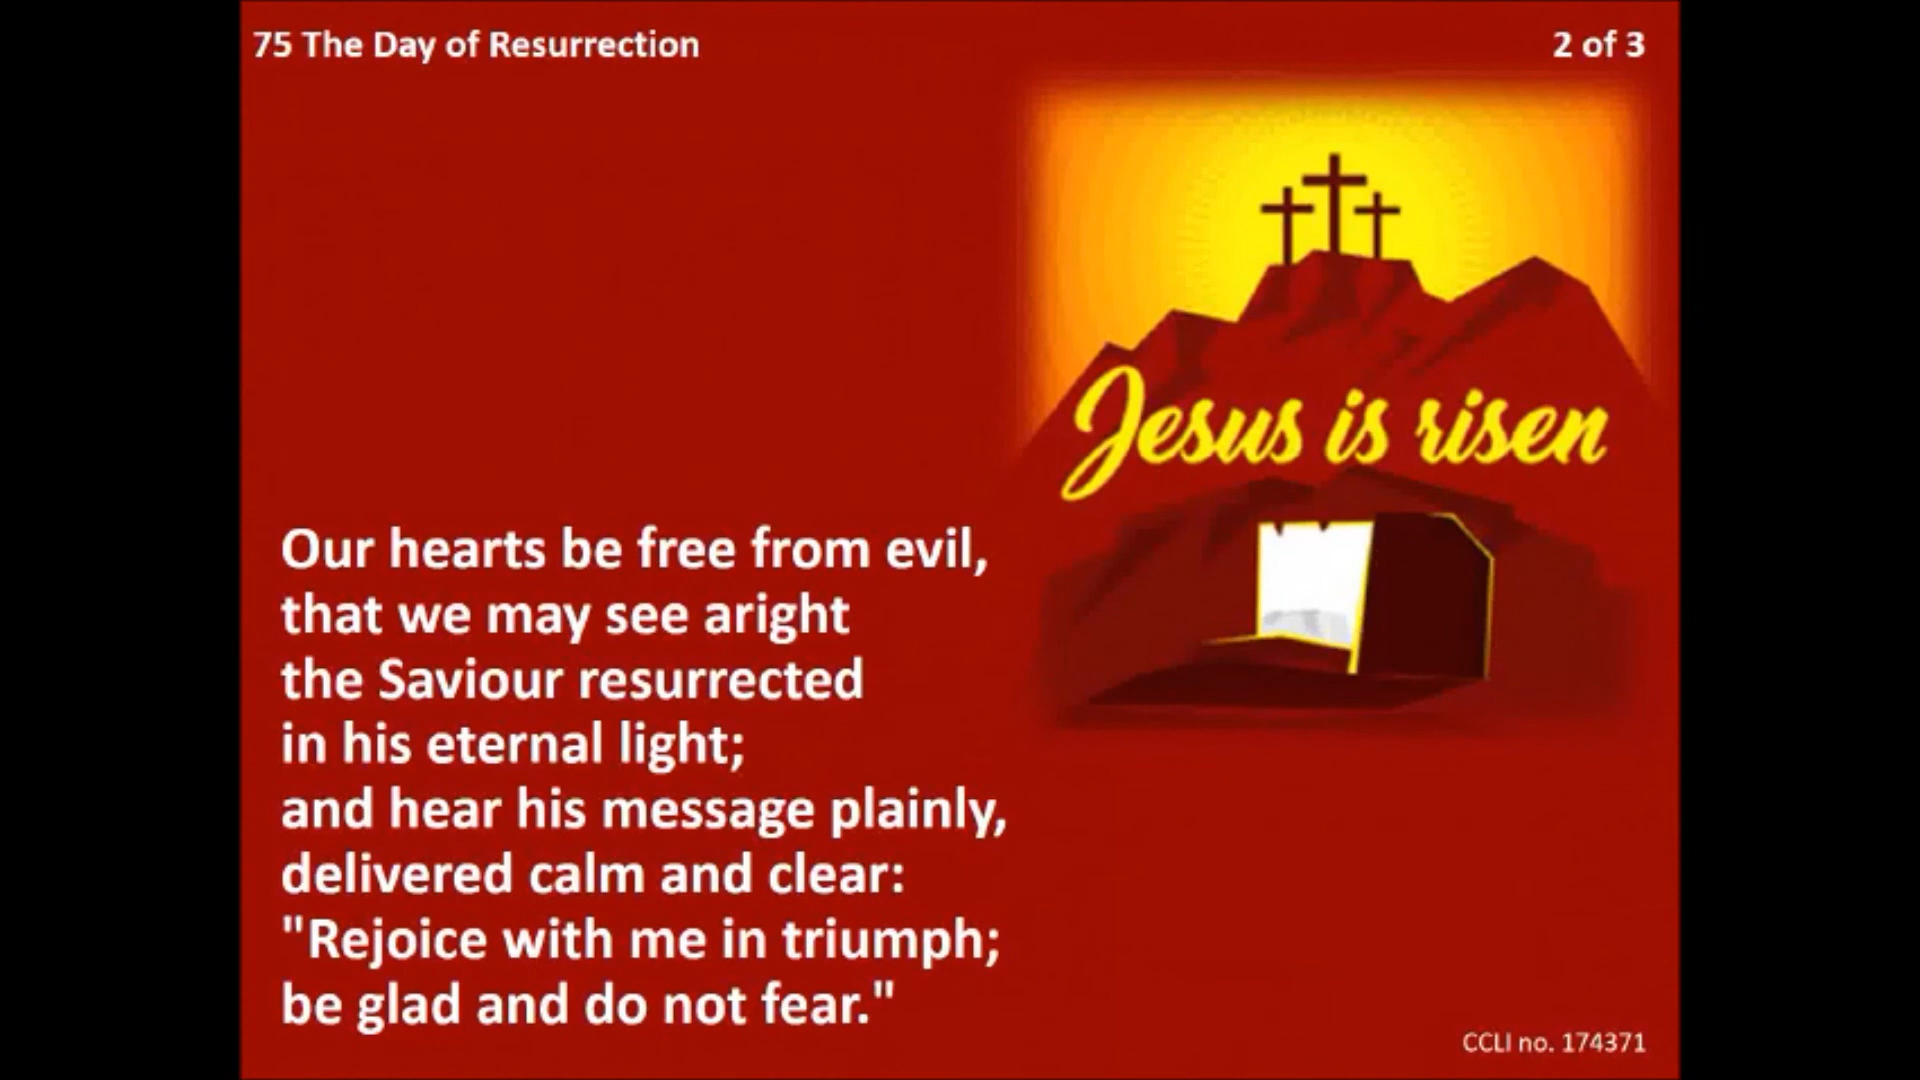 75 The Day of Resurrection
2 of 3
Jesus is risen
Our hearts be free from evil,
that we may see aright
the Saviour resurrected
in his eternal light;
and hear his message plainly,
delivered calm and clear:
"Rejoice with me in triumph;
be glad and do not fear."
CCLI no. 174371